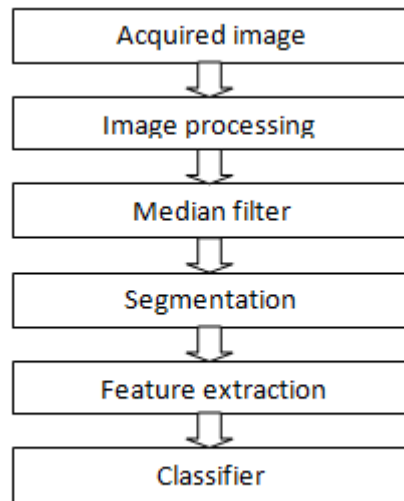 Acquired image
Image processing
Median filter
Segmentation
Feature extraction
Classifier